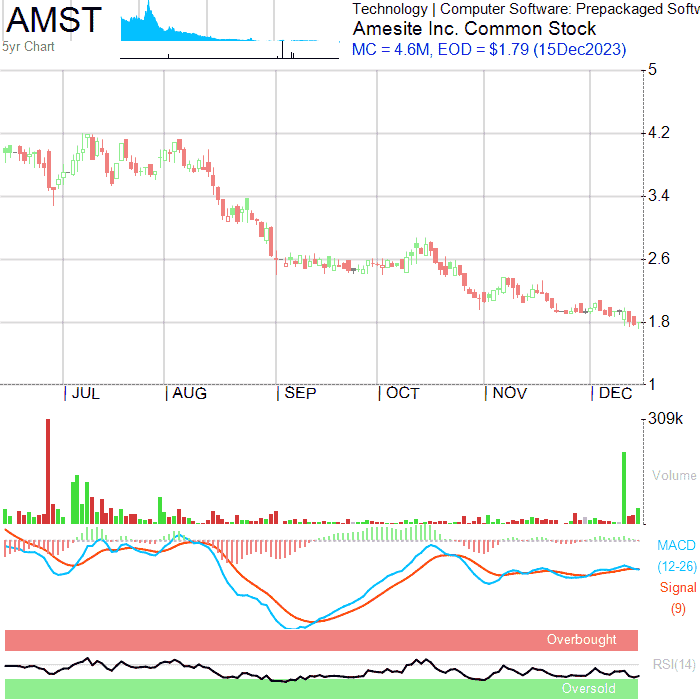 AMST
5yr Chart
Technology | Computer Software: Prepackaged Softw
Amesite Inc. Common Stock
MC = 4.6M, EOD = $1.79 (15Dec2023)
5
4.2
3.4
2.6
1.8
1
JUL
AUG
SEP
OCT
NOV
DEC
309k
Volume
MACD
(12-26)
Signal
(9)
Overbought
RSI(14)
Oversold